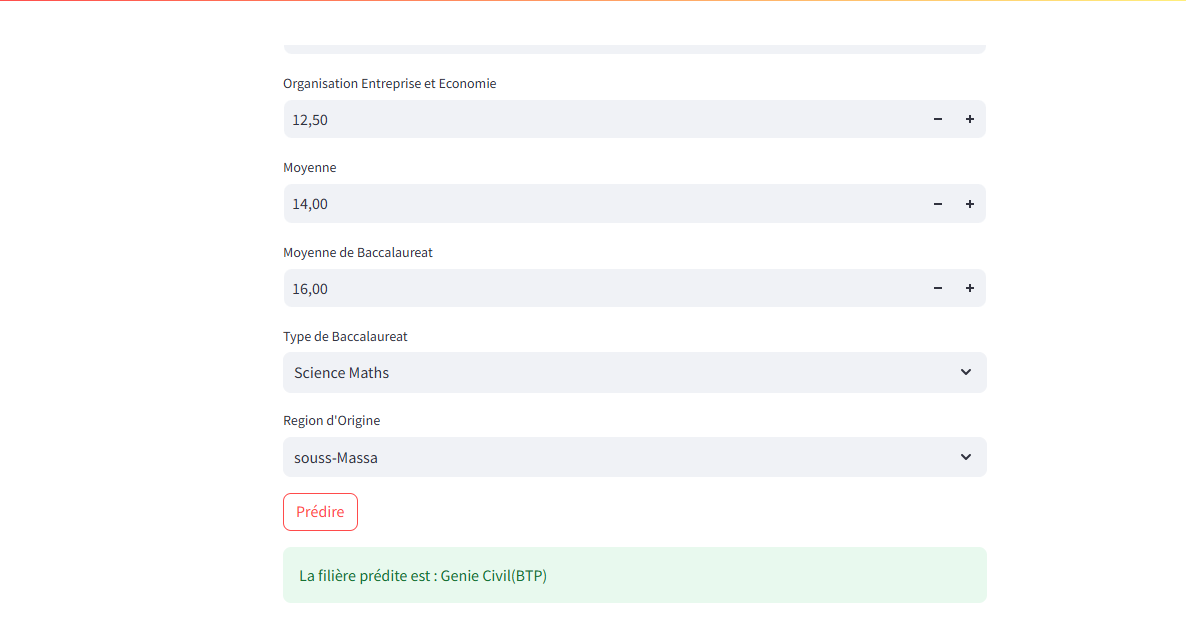 Organisation Entreprise et Economie
12,50
Moyenne
14,00
Moyenne de Baccalaureat
16,00
Type de Baccalaureat
Science Maths
Region d'Origine
souss-Massa
Prédire
La filière prédite est : Genie Civil(BTP)